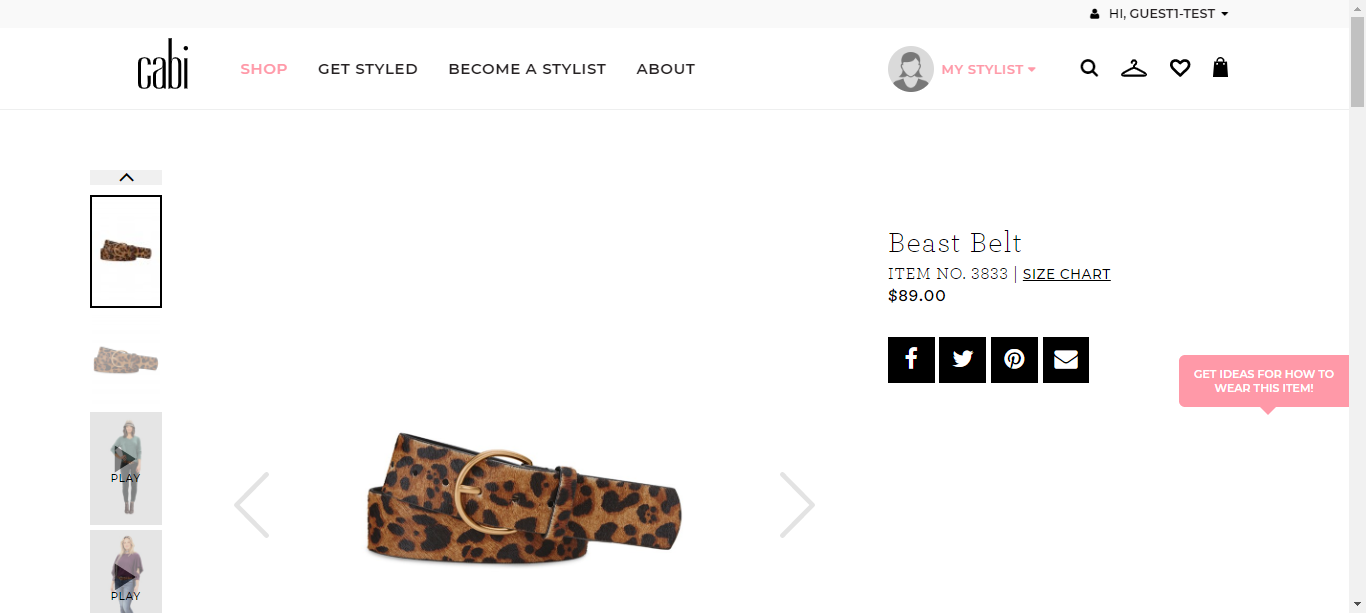 HI, GUEST1-TEST
cabi
SHOP
GET STYLED
BECOME A STYLIST
ABOUT
MY STYLIST
Beast Belt
ITEM NO. 3833 | SIZE CHART
$89.00
GET IDEAS FOR HOW TO
WEAR THIS ITEM!
PLAY
PLAY